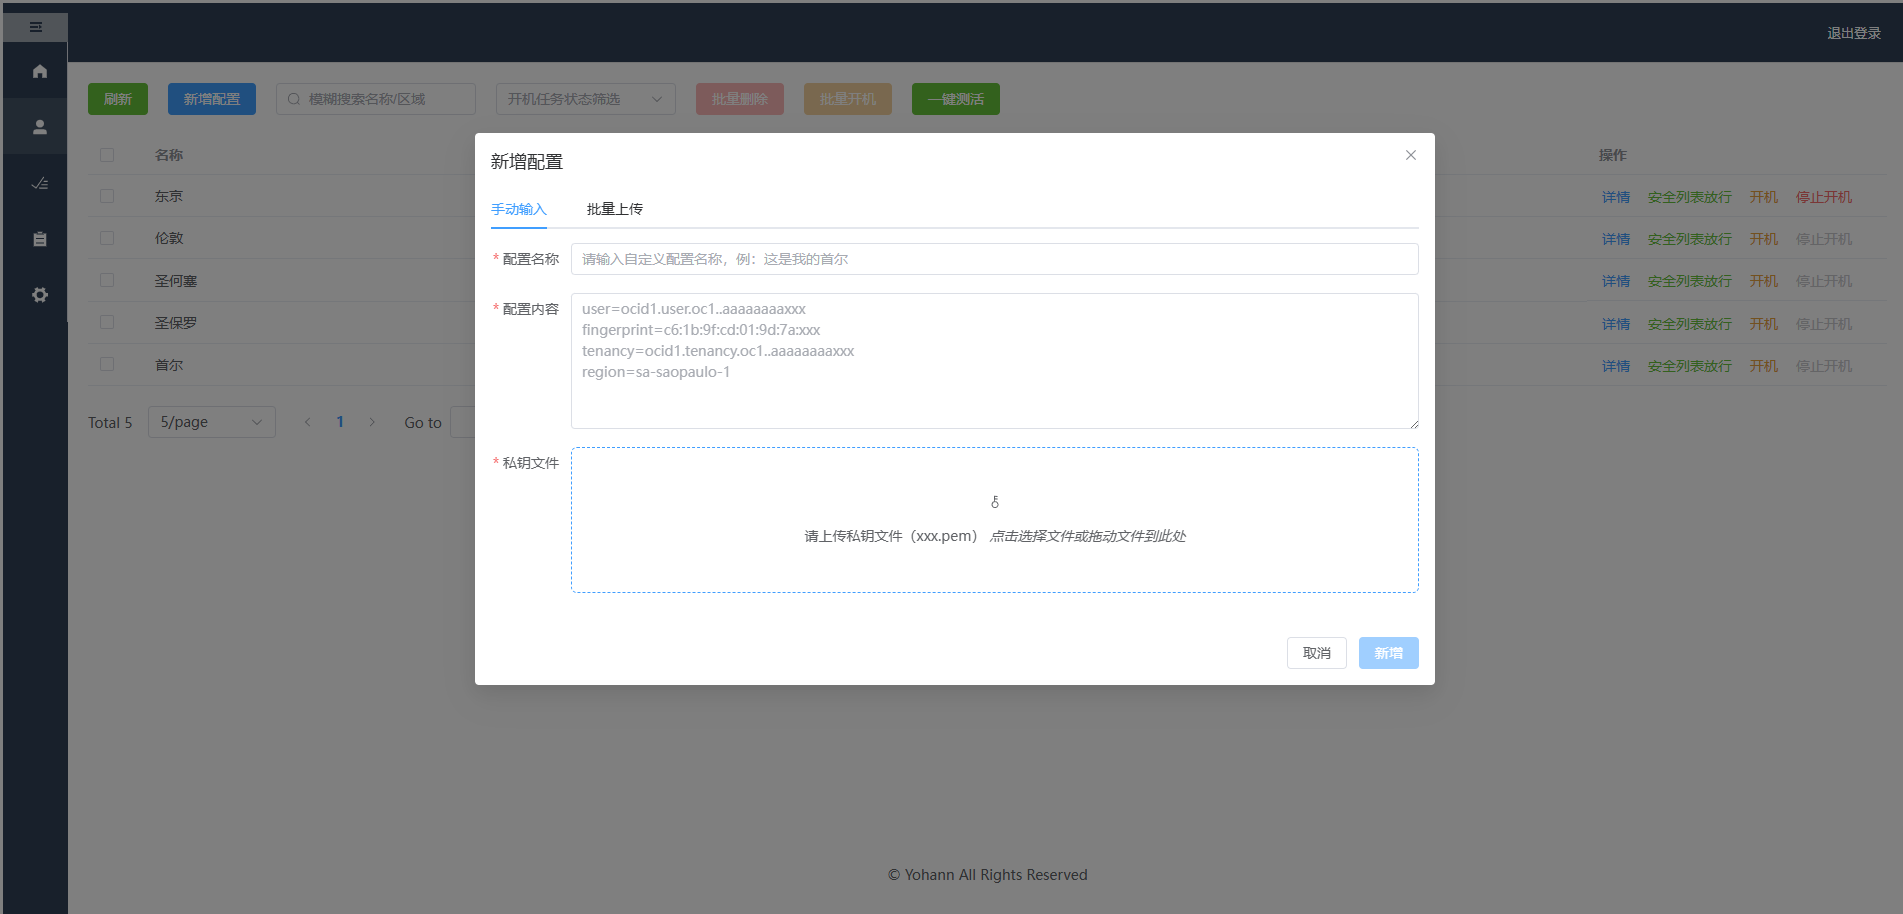 退出登录
刷新
新增配置
模糊搜索名称/区域
开机任务状态筛选
批量删除
批量开机
一键测活
名称
操作
东京
详情 安全列表放行 开机 停止开机
伦敦
详情 安全列表放行 开机 停止开机
圣何塞
详情 安全列表放行 开机 停止开机
圣保罗
详情 安全列表放行 开机 停止开机
首尔
详情 安全列表放行 开机 停止开机
Total 5
5/page
1
Go to
新增配置
手动输入
批量上传
* 配置名称
请输入自定义配置名称，例：这是我的首尔
* 配置内容
user=ocid1.user.oc1..aaaaaaaaxxx
fingerprint=c6:1b:9f:cd:01:9d:7a:xxx
tenancy=ocid1.tenancy.oc1..aaaaaaaaxxx
region=sa-saopaulo-1
* 私钥文件
请上传私钥文件（xxx.pem） 点击选择文件或拖动文件到此处
取消
新增
© Yohann All Rights Reserved